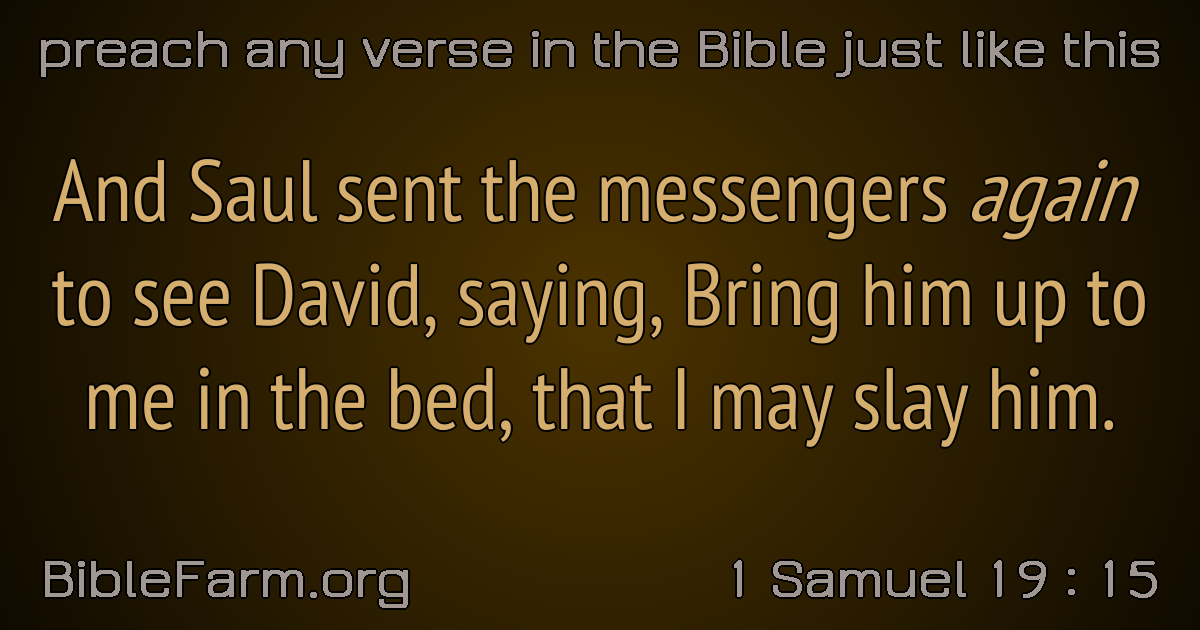 preach any verse in the Bible just like this
And Saul sent the messengers again
to see David, saying, Bring him up to
me in the bed, that I may slay him.
BibleFarm.org
1 Samuel 19 : 15